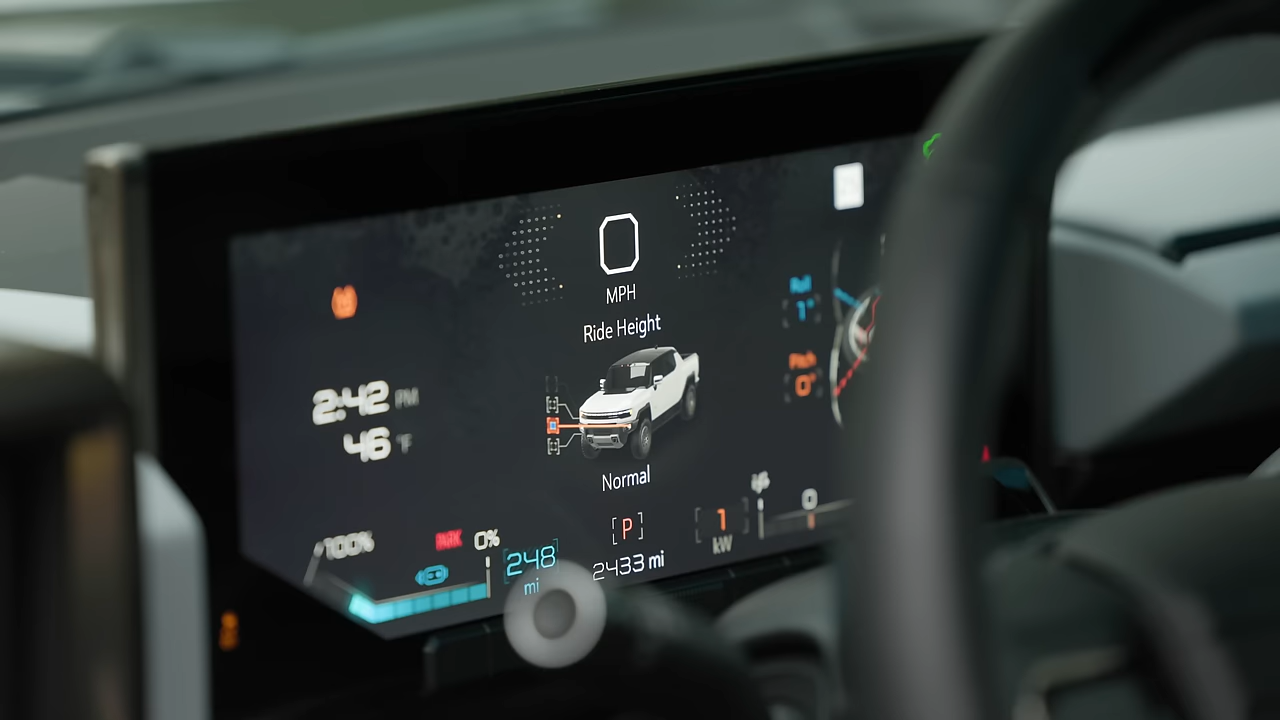 0
MPH
Ride Height
Normal
2:42 PM
46 °F
Roll
1°
Pitch
0°
100%
PARK
0%
248
mi
[P]
2433 mi
1
kW
0